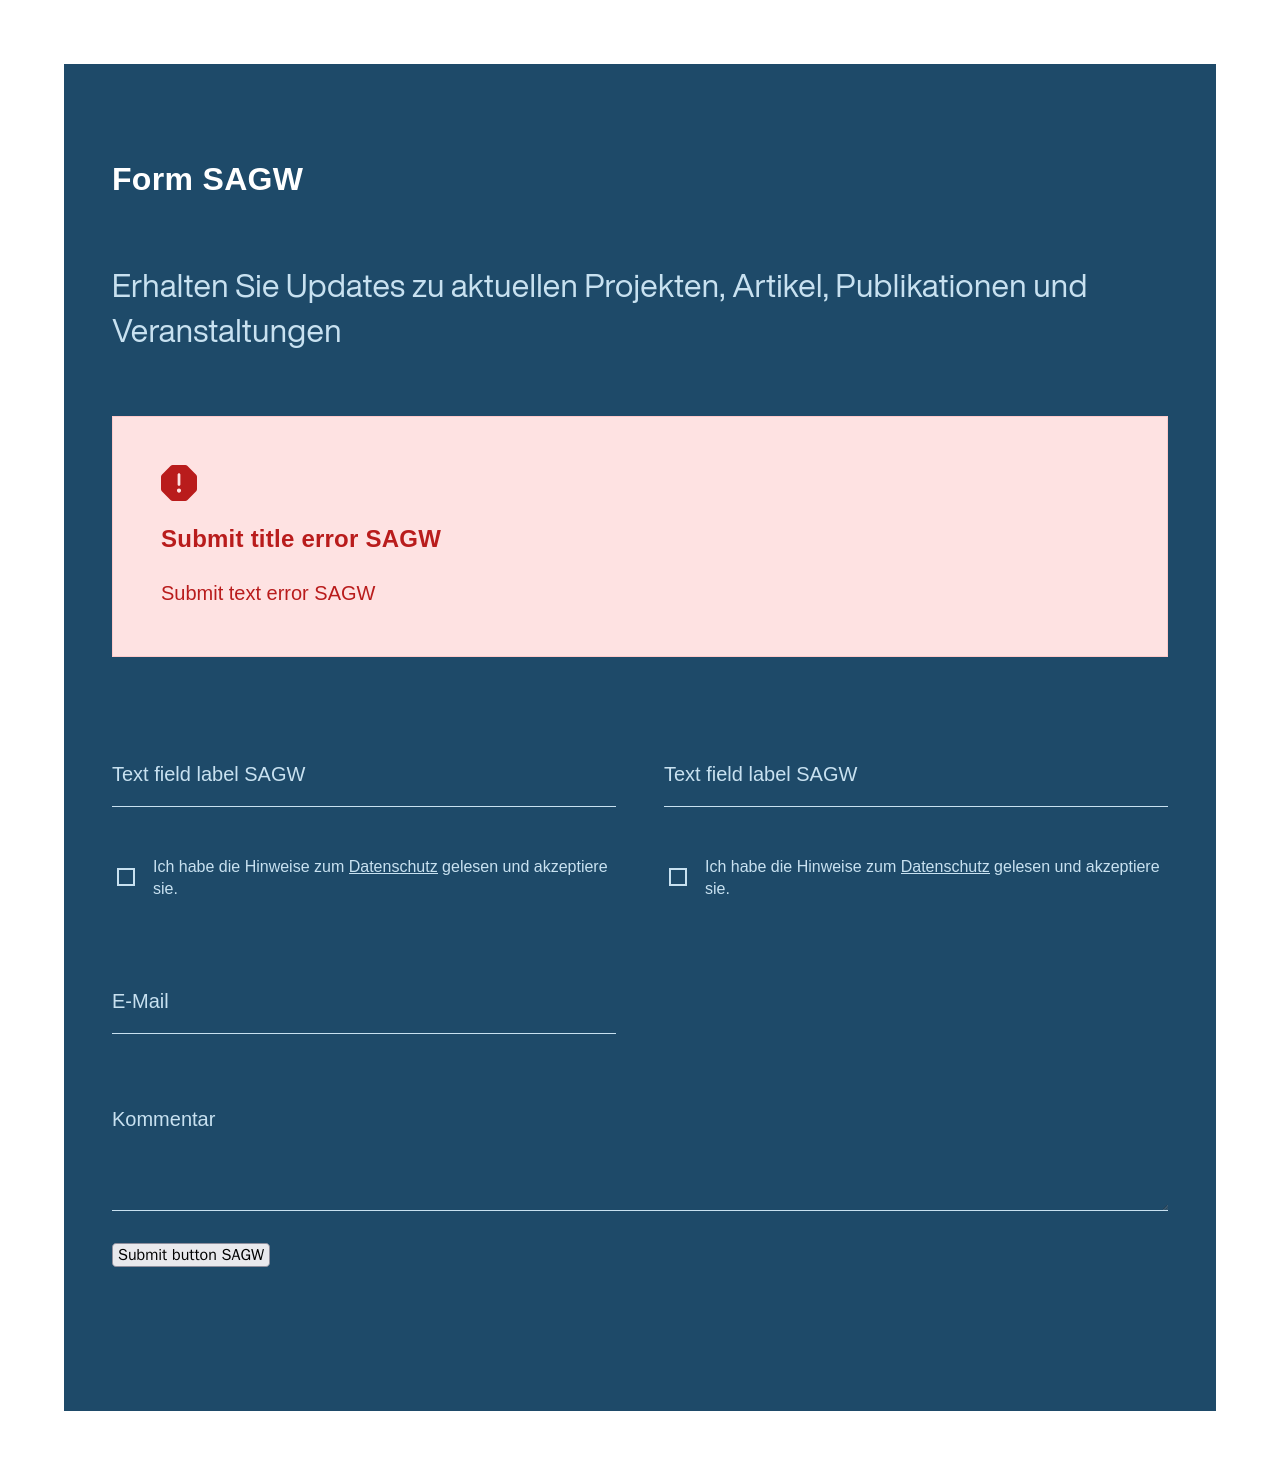 Form SAGW
Erhalten Sie Updates zu aktuellen Projekten, Artikel, Publikationen und
Veranstaltungen
Submit title error SAGW
Submit text error SAGW
Text field label SAGW
Text field label SAGW
Ich habe die Hinweise zum Datenschutz gelesen und akzeptiere
sie.
Ich habe die Hinweise zum Datenschutz gelesen und akzeptiere
sie.
E-Mail
Kommentar
Submit button SAGW